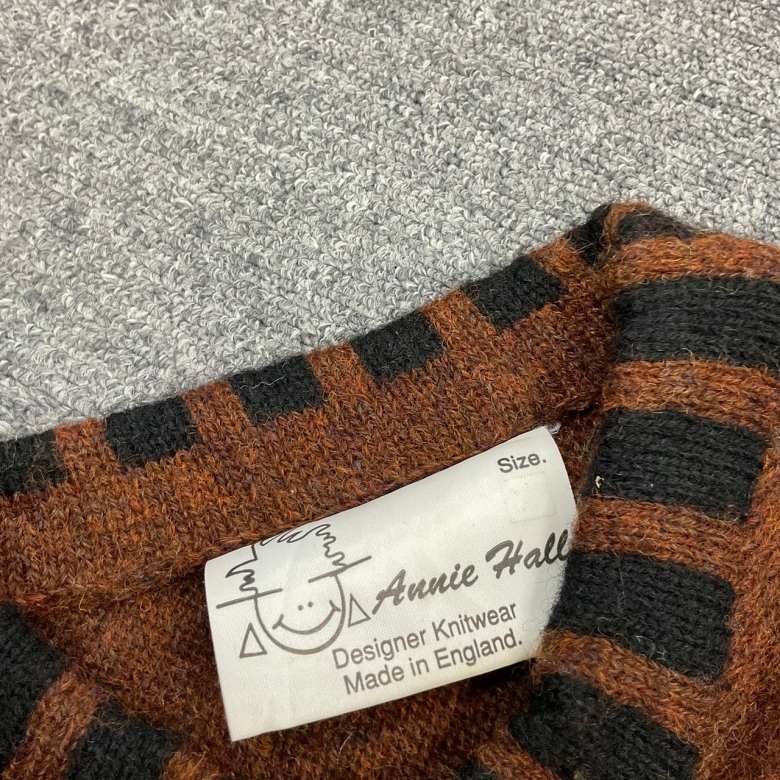 Size.
Annie Hall
Designer Knitwear
Made in England.